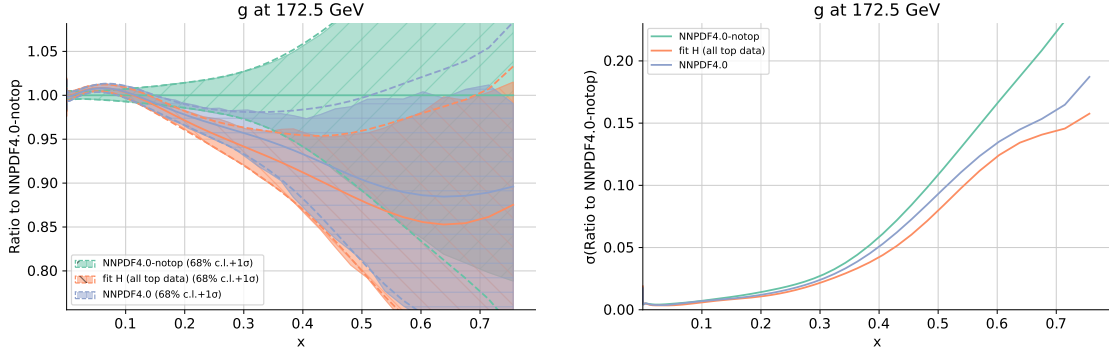 g at 172.5 GeV
Ratio to NNPDF4.0-notop
1.05
1.00
0.95
0.90
0.85
0.80
NNPDF4.0-notop (68% c.l.+1σ)
fit H (all top data) (68% c.l.+1σ)
NNPDF4.0 (68% c.l.+1σ)
0.1 0.2 0.3 0.4 0.5 0.6 0.7
x
g at 172.5 GeV
σ(Ratio to NNPDF4.0-notop)
NNPDF4.0-notop
fit H (all top data)
NNPDF4.0
0.20
0.15
0.10
0.05
0.00
0.1 0.2 0.3 0.4 0.5 0.6 0.7
x